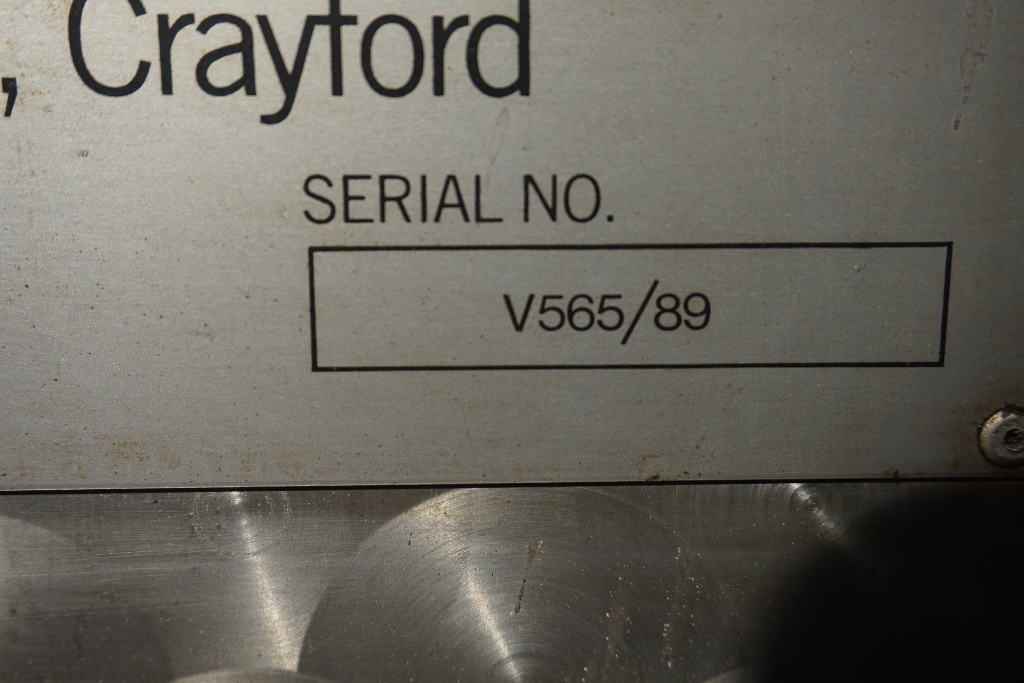 , Crayford
SERIAL NO.
V565/89